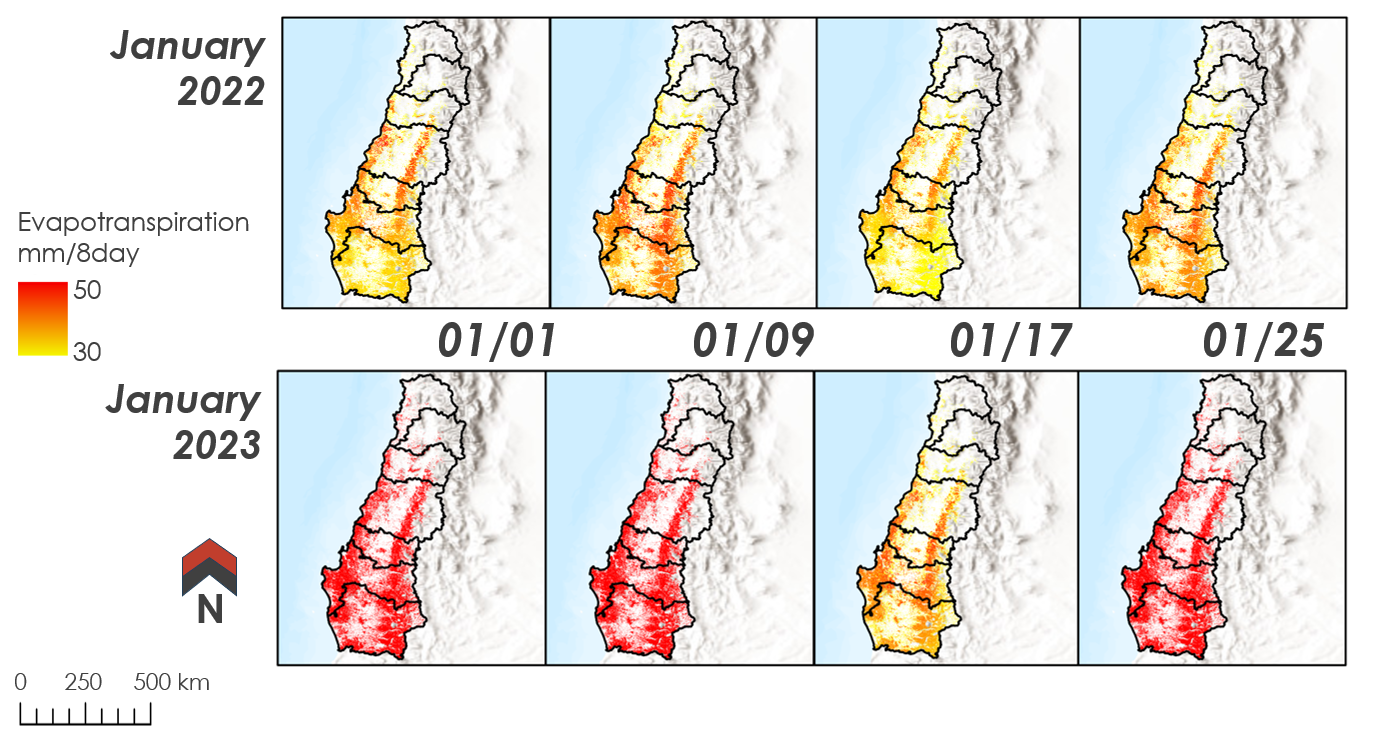 January
2022
Evapotranspiration
mm/8day
50
30
01/01
01/09
01/17
01/25
January
2023
N
0 250 500 km